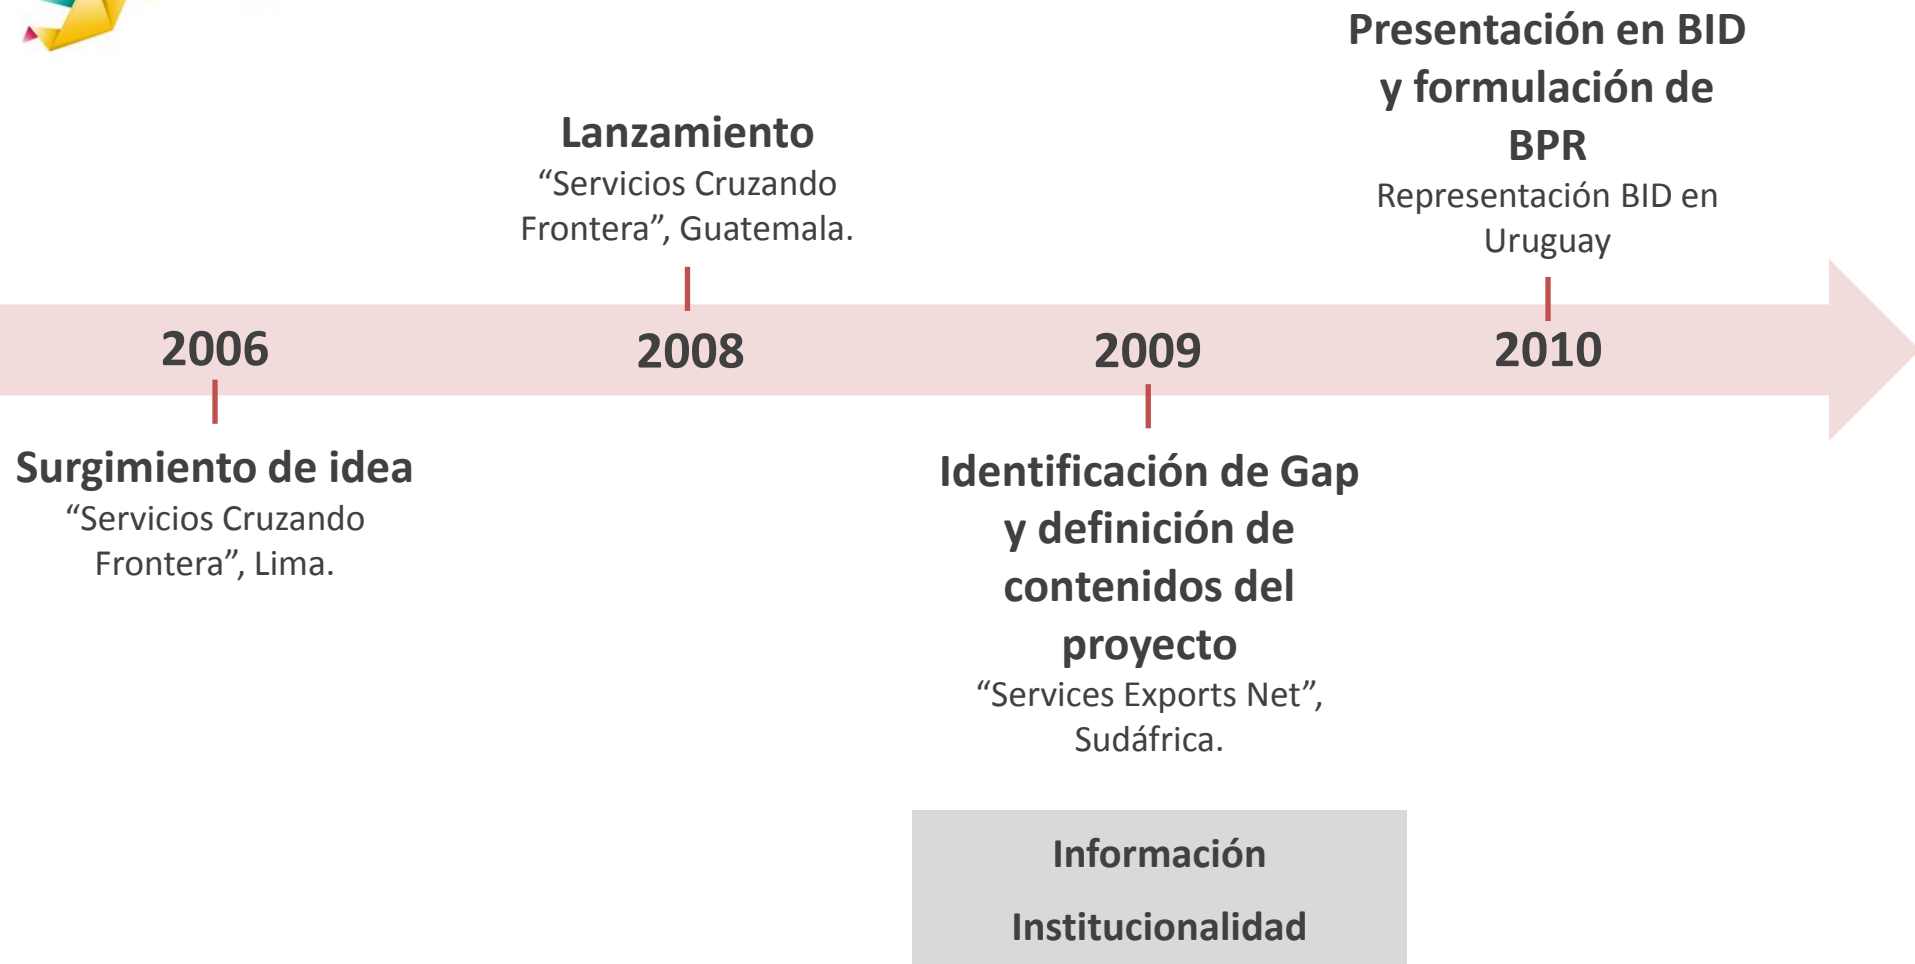 Presentación en BID
y formulación de
BPR
Representación BID en
Uruguay
Lanzamiento
“Servicios Cruzando
Frontera”, Guatemala.
2006
2008
2009
2010
Surgimiento de idea
“Servicios Cruzando
Frontera”, Lima.
Identificación de Gap
y definición de
contenidos del
proyecto
“Services Exports Net”,
Sudáfrica.
Información
Institucionalidad